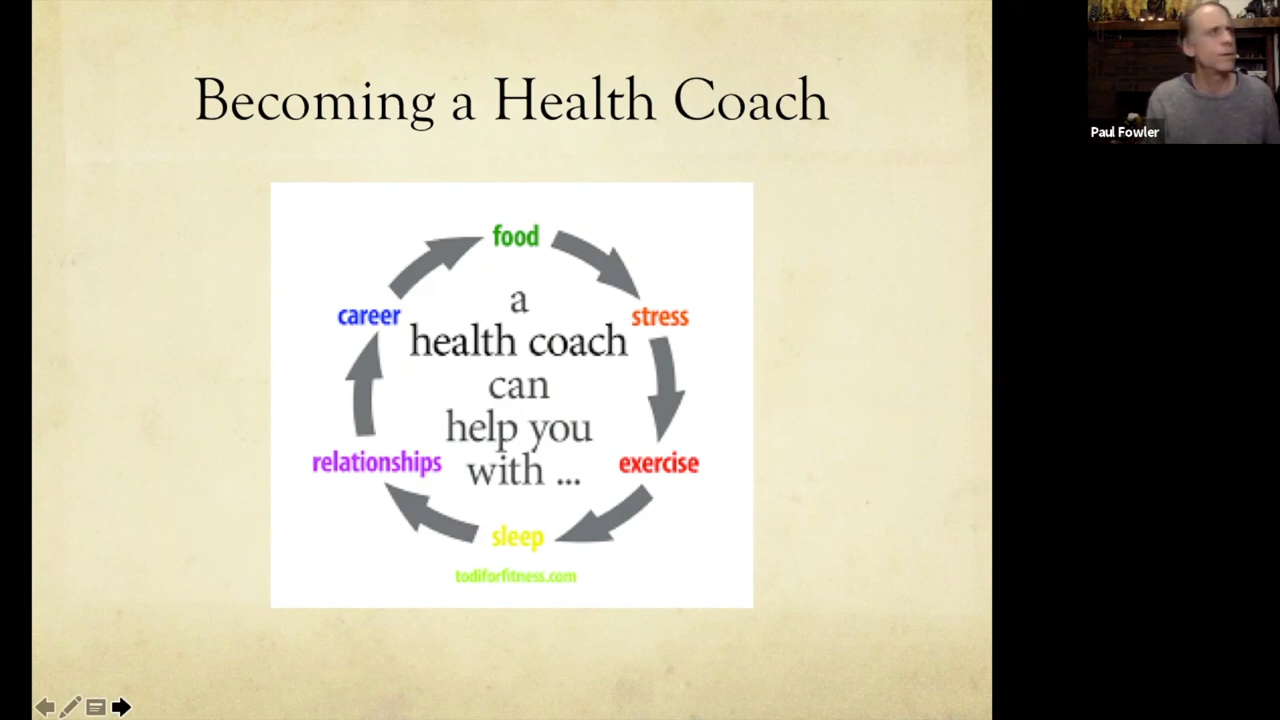 Becoming a Health Coach
Paul Fowler
food
a
career
stress
health coach
can
help you
relationships
exercise
with ...
sleep
todiforfitness.com